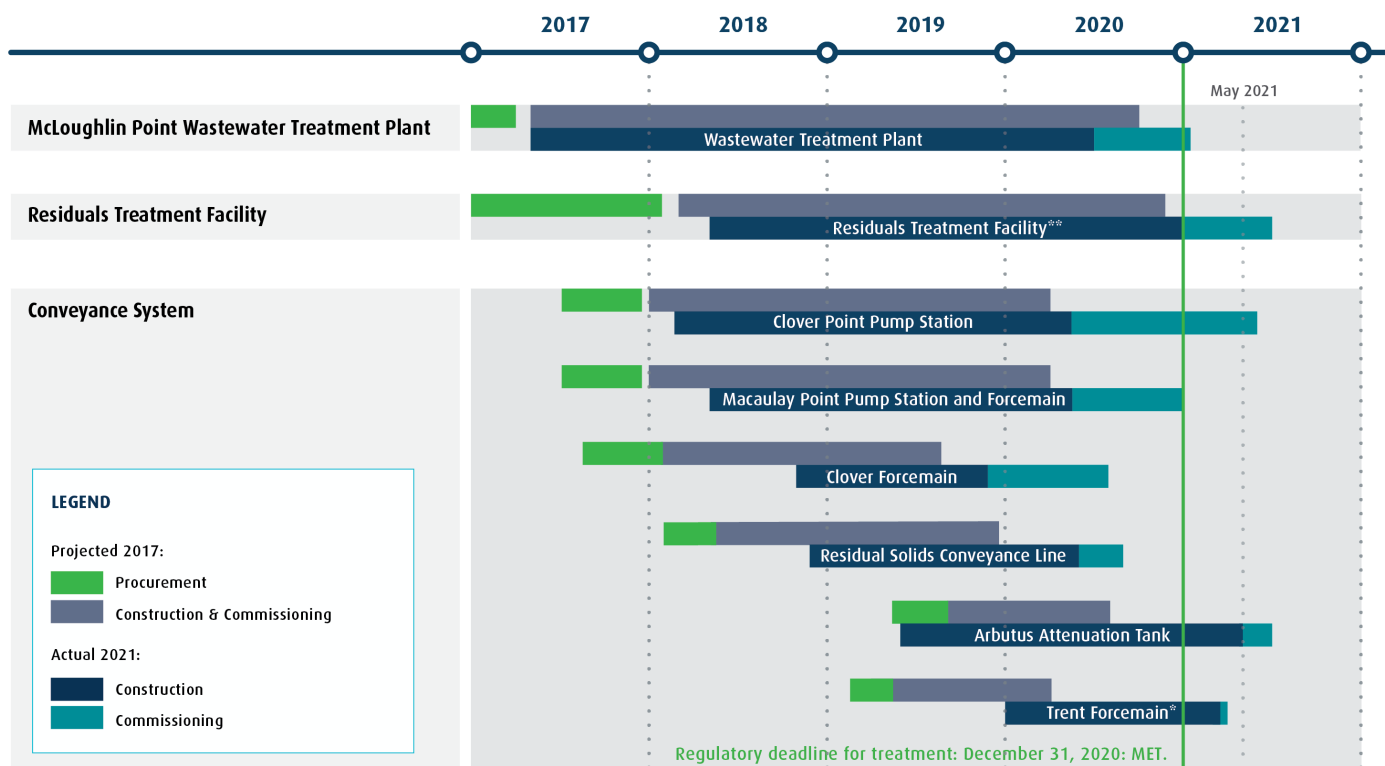 2017 2018 2019 2020 2021
May 2021
McLoughlin Point Wastewater Treatment Plant
Wastewater Treatment Plant
Residuals Treatment Facility
Residuals Treatment Facility**
Conveyance System
Clover Point Pump Station
Macaulay Point Pump Station and Forcemain
Clover Forcemain
Residual Solids Conveyance Line
Arbutus Attenuation Tank
Trent Forcemain*
LEGEND
Projected 2017:
Procurement
Construction & Commissioning
Actual 2021:
Construction
Commissioning
Regulatory deadline for treatment: December 31, 2020: MET.